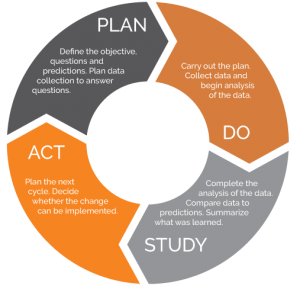 PLAN
Define the objective,
questions and
predictions. Plan data
collection to answer
questions.
Carry out the plan.
Collect data and
begin analysis
of the data.
DO
Complete the
analysis of the data.
Compare data to
predictions. Summarize
what was learned.
STUDY
ACT
Plan the next
cycle. Decide
whether the change
can be implemented.